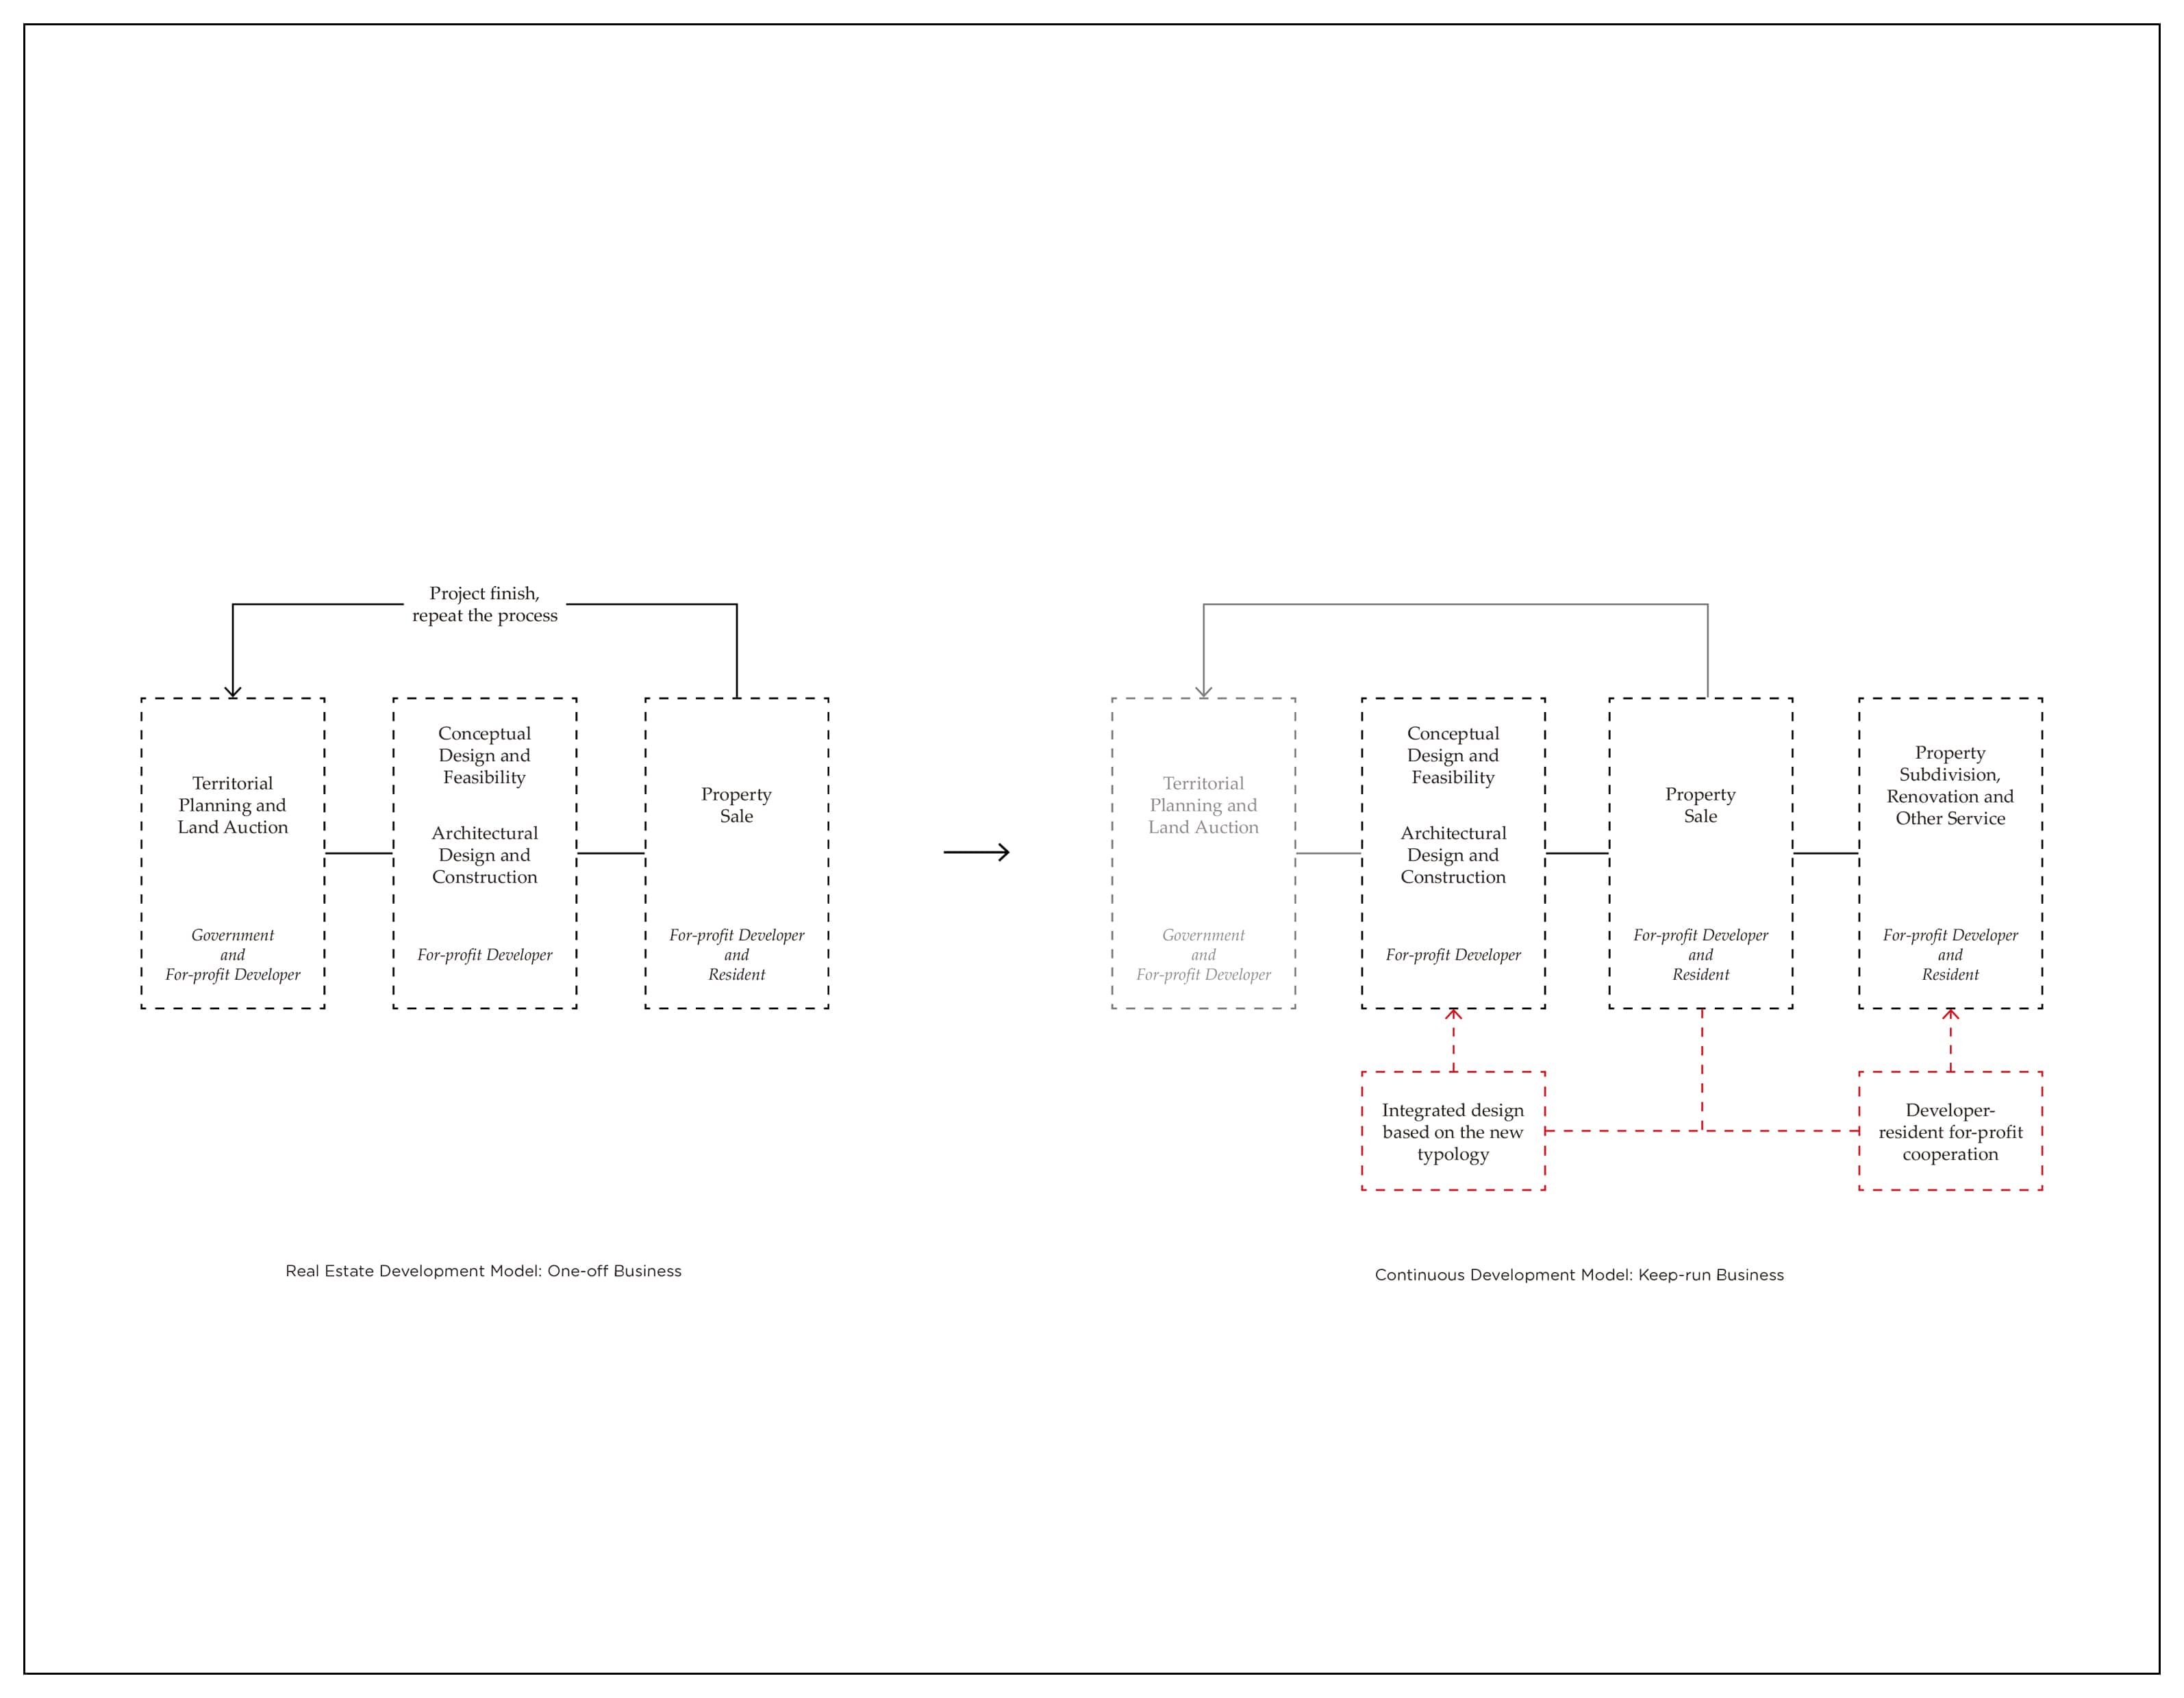 Project finish,
repeat the process
Territorial
Planning and
Land Auction
Government
and
For-profit Developer
Conceptual
Design and
Feasibility
Architectural
Design and
Construction
For-profit Developer
Property
Sale
For-profit Developer
and
Resident
Real Estate Development Model: One-off Business
Territorial
Planning and
Land Auction
Government
and
For-profit Developer
Conceptual
Design and
Feasibility
Architectural
Design and
Construction
For-profit Developer
Property
Sale
For-profit Developer
and
Resident
Property
Subdivision,
Renovation and
Other Service
For-profit Developer
and
Resident
Integrated design
based on the new
typology
Developer-
resident for-profit
cooperation
Continuous Development Model: Keep-run Business